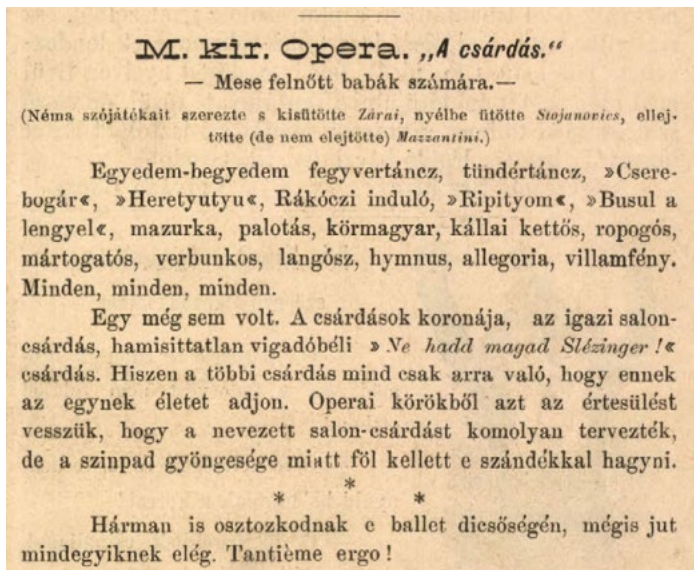 M. kir. Opera. „A csárdás.“
— Mese felnőtt babák számára.—
(Néma szójátékait szerezte s kisütötte Zárai, nyélbe ütötte Stojanovics, ellej-
tötte (de nem elejtötte) Mazzantini.)
Egyedem-begyedem fegyvertáncz, tündértáncz, »Csere-
bogár«, »Heretyutyu«, Rákóczi induló, »Ripityom«, »Busul a
lengyel«, mazurka, palotás, körmagyar, kállai kettős, ropogós,
mártogatós, verbunkos, langósz, hymnus, allegoria, villamfény.
Minden, minden, minden.
Egy még sem volt. A csárdások koronája, az igazi salon-
csárdás, hamisittatlan vigadóbéli »Ne hadd magad Slézinger!«
csárdás. Hiszen a többi csárdás mind csak arra való, hogy ennek
az egynek életet adjon. Operai körökből azt az értesülést
vesszük, hogy a nevezett salon-csárdást komolyan tervezték,
de a szinpad gyöngesége miatt föl kellett e szándékkal hagyni.
* * *
Hárman is osztozkodnak e ballet dicsőségén, mégis jut
mindegyiknek elég. Tantième ergo!